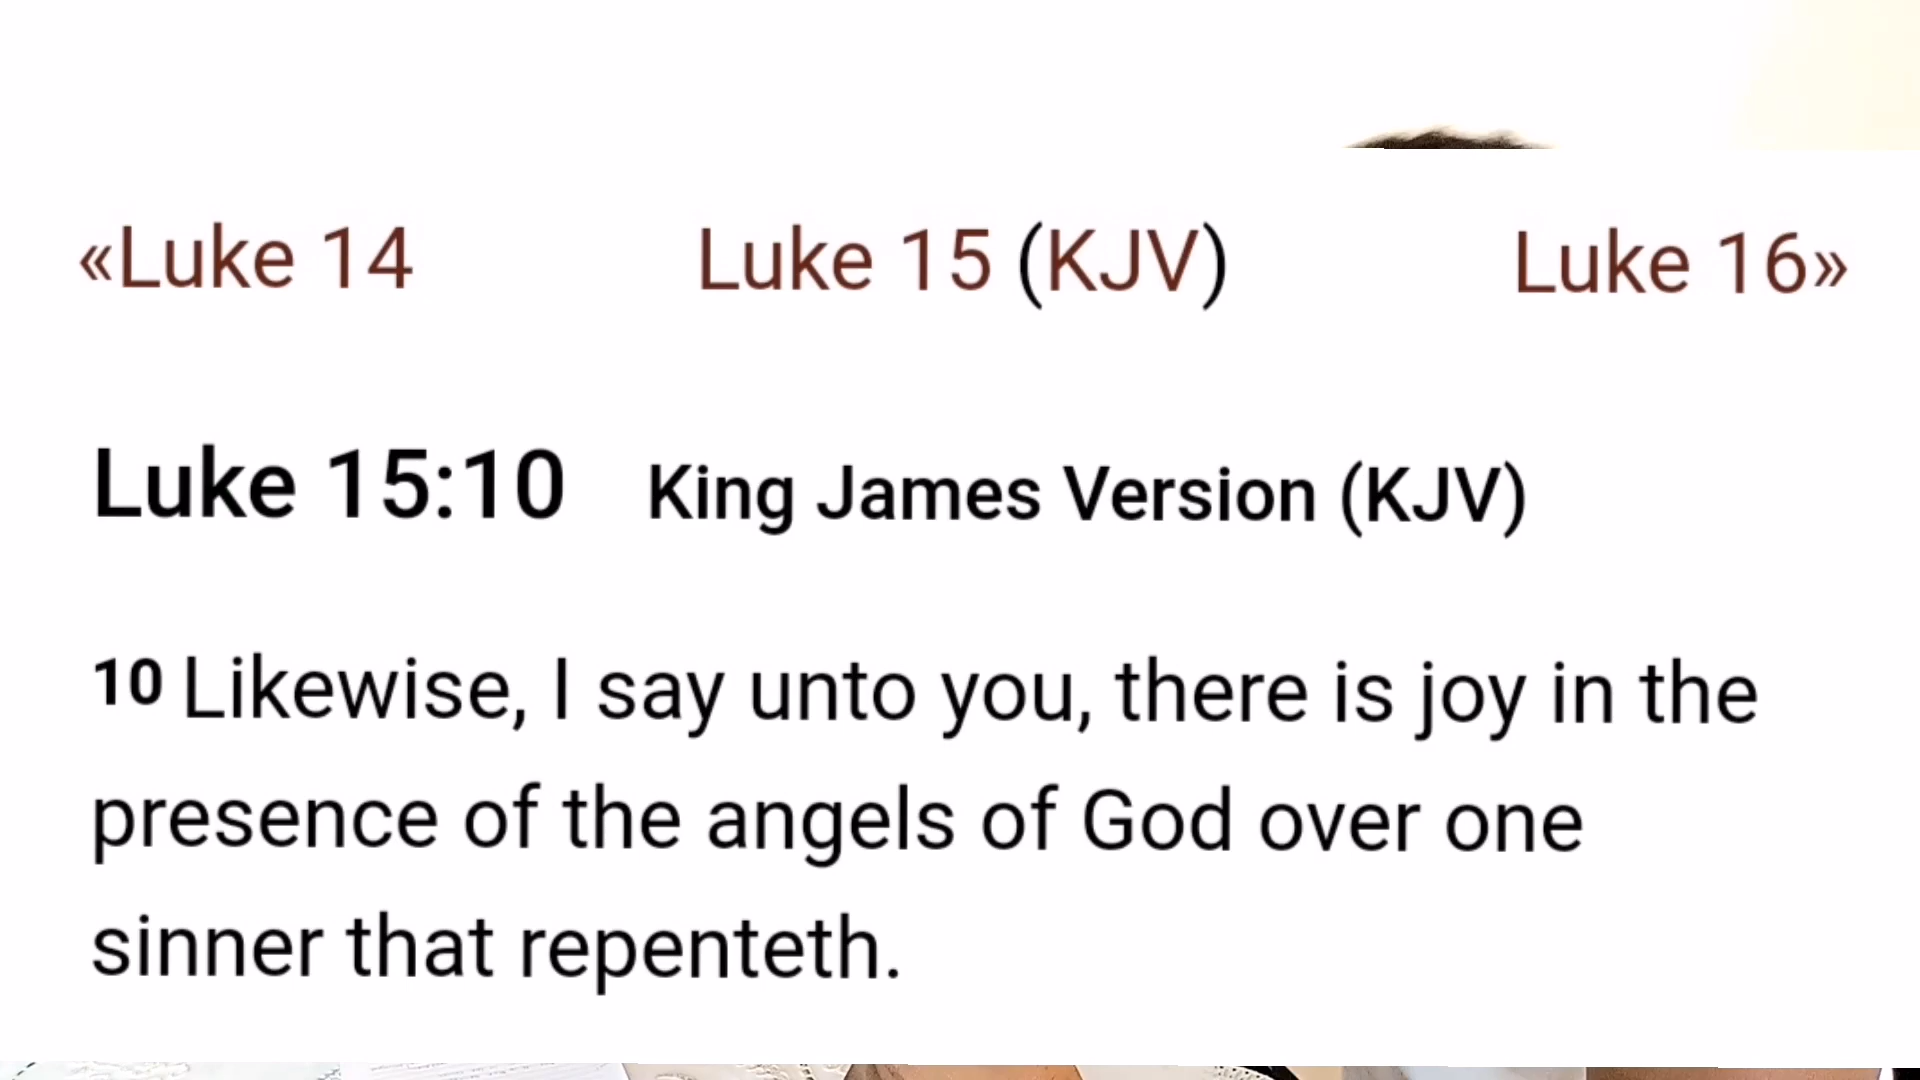 «Luke 14 Luke 15 (KJV) Luke 16»
Luke 15:10 King James Version (KJV)
10 Likewise, I say unto you, there is joy in the
presence of the angels of God over one
sinner that repenteth.